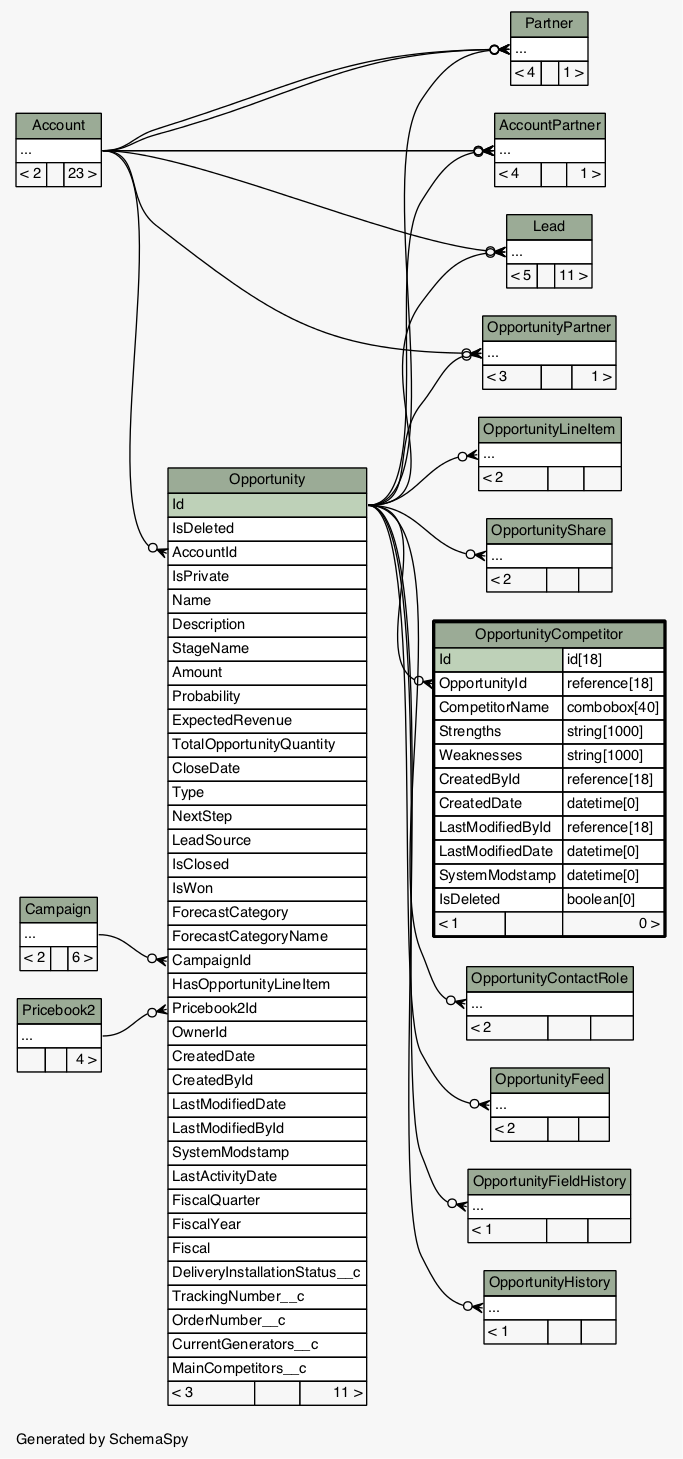 Partner
...
< 4 1 >
Account
...
< 2 23 >
AccountPartner
...
< 4 1 >
Lead
...
< 5 11 >
OpportunityPartner
...
< 3 1 >
OpportunityLineItem
...
< 2
OpportunityShare
...
< 2
Opportunity
Id
IsDeleted
AccountId
IsPrivate
Name
Description
StageName
Amount
Probability
ExpectedRevenue
TotalOpportunityQuantity
CloseDate
Type
NextStep
LeadSource
IsClosed
IsWon
ForecastCategory
ForecastCategoryName
CampaignId
HasOpportunityLineItem
Pricebook2Id
OwnerId
CreatedDate
CreatedById
LastModifiedDate
LastModifiedById
SystemModstamp
LastActivityDate
FiscalQuarter
FiscalYear
Fiscal
DeliveryInstallationStatus__c
TrackingNumber__c
OrderNumber__c
CurrentGenerators__c
MainCompetitors__c
< 3 11 >
OpportunityCompetitor
Id id[18]
OpportunityId reference[18]
CompetitorName combobox[40]
Strengths string[1000]
Weaknesses string[1000]
CreatedById reference[18]
CreatedDate datetime[0]
LastModifiedById reference[18]
LastModifiedDate datetime[0]
SystemModstamp datetime[0]
IsDeleted boolean[0]
< 1 0 >
Campaign
...
< 2 6 >
Pricebook2
...
4 >
OpportunityContactRole
...
< 2
OpportunityFeed
...
< 2
OpportunityFieldHistory
...
< 1
OpportunityHistory
...
< 1
Generated by SchemaSpy